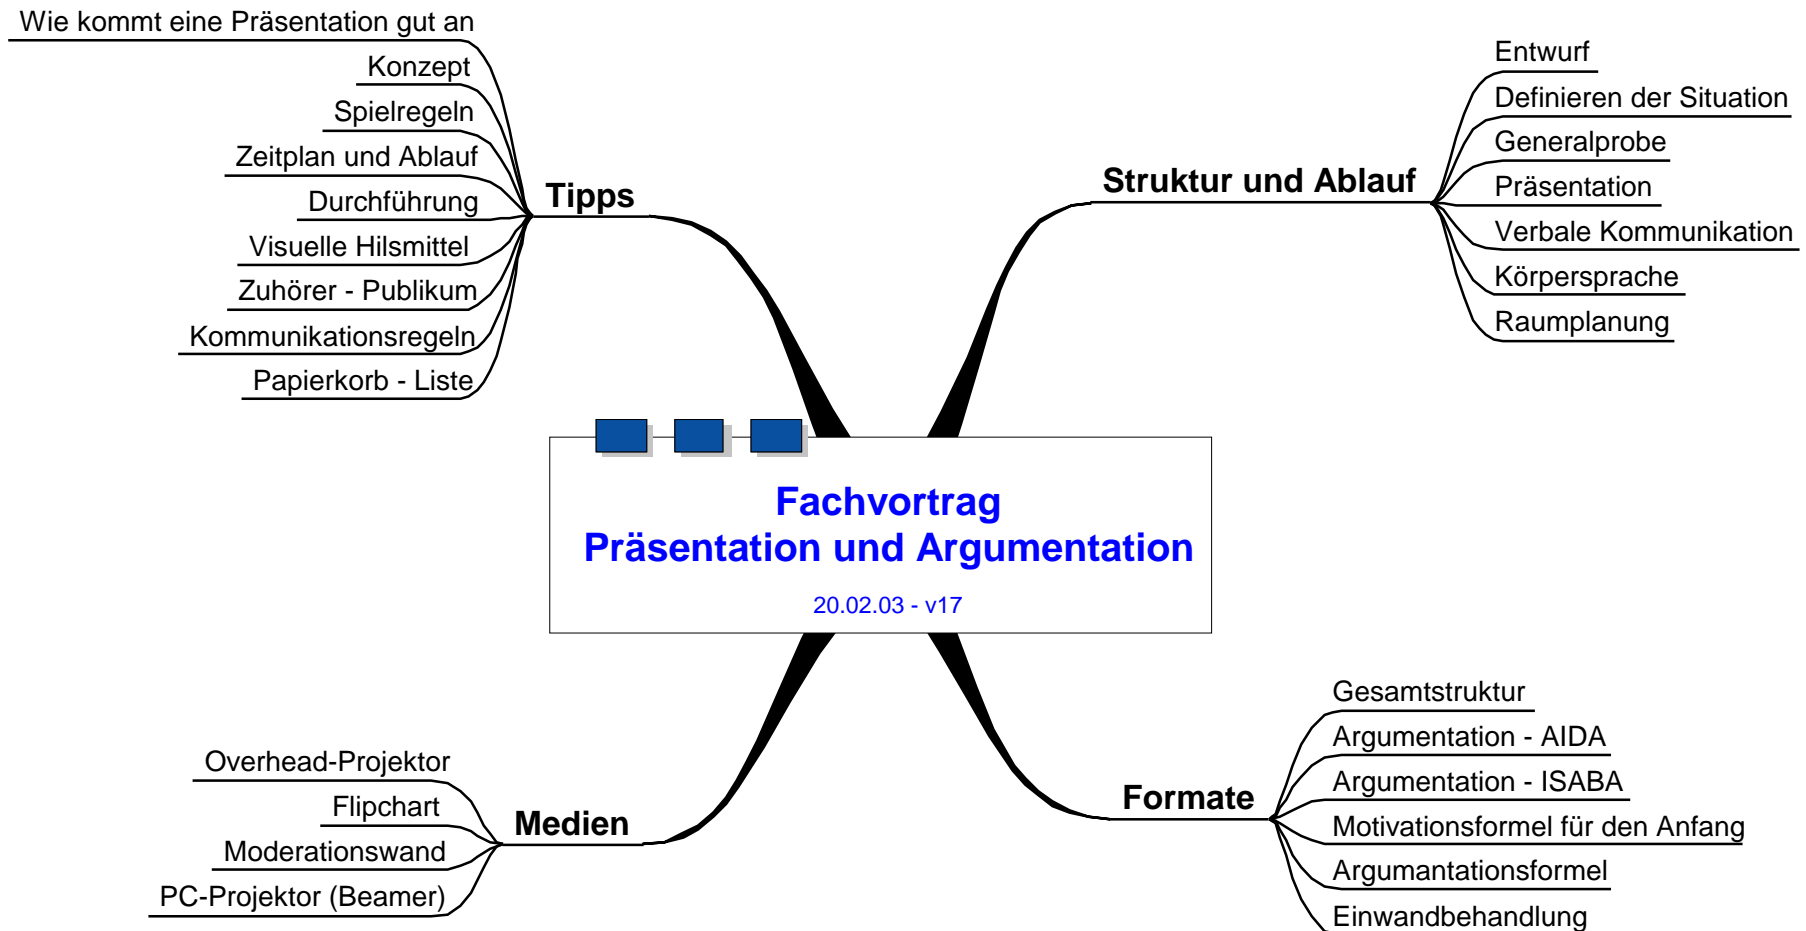 Wie kommt eine Präsentation gut an
Konzept
Spielregeln
Zeitplan und Ablauf
Durchführung
Visuelle Hilsmittel
Zuhörer - Publikum
Kommunikationsregeln
Papierkorb - Liste
Tipps
Struktur und Ablauf
Entwurf
Definieren der Situation
Generalprobe
Präsentation
Verbale Kommunikation
Körpersprache
Raumplanung
Fachvortrag
Präsentation und Argumentation
20.02.03 - v17
Overhead-Projektor
Flipchart
Moderationswand
PC-Projektor (Beamer)
Medien
Formate
Gesamtstruktur
Argumentation - AIDA
Argumentation - ISABA
Motivationsformel für den Anfang
Argumantationsformel
Einwandbehandlung